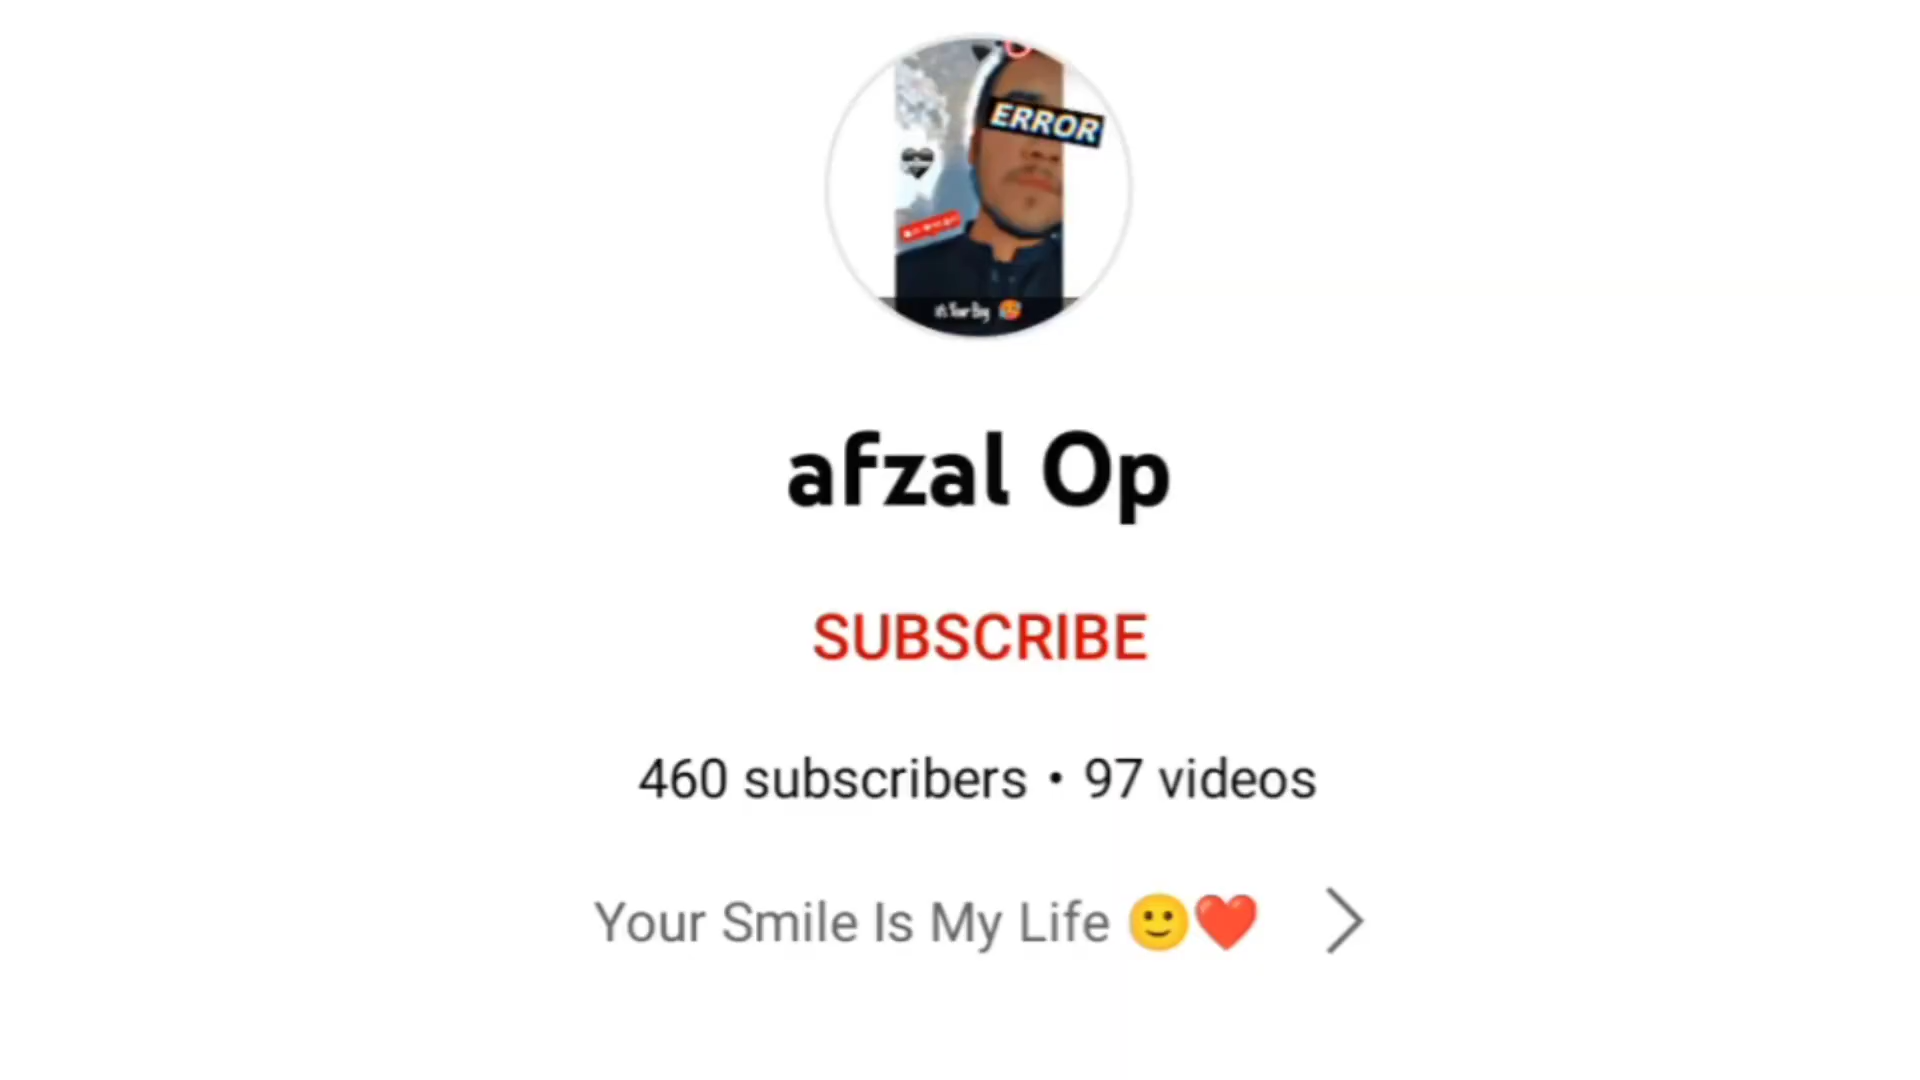 ERROR
afzal Op
SUBSCRIBE
460 subscribers • 97 videos
Your Smile Is My Life 🙂❤️